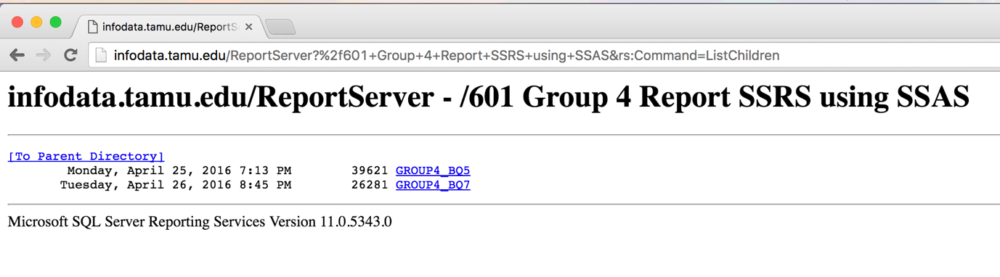 infodata.tamu.edu/ReportS
infodata.tamu.edu/ReportServer?%2f601+Group+4+Report+SSRS+using+SSAS&rs:Command=ListChildren
infodata.tamu.edu/ReportServer - /601 Group 4 Report SSRS using SSAS
[To Parent Directory]
Monday, April 25, 2016 7:13 PM 39621 GROUP4_BQ5
Tuesday, April 26, 2016 8:45 PM 26281 GROUP4_BQ7
Microsoft SQL Server Reporting Services Version 11.0.5343.0